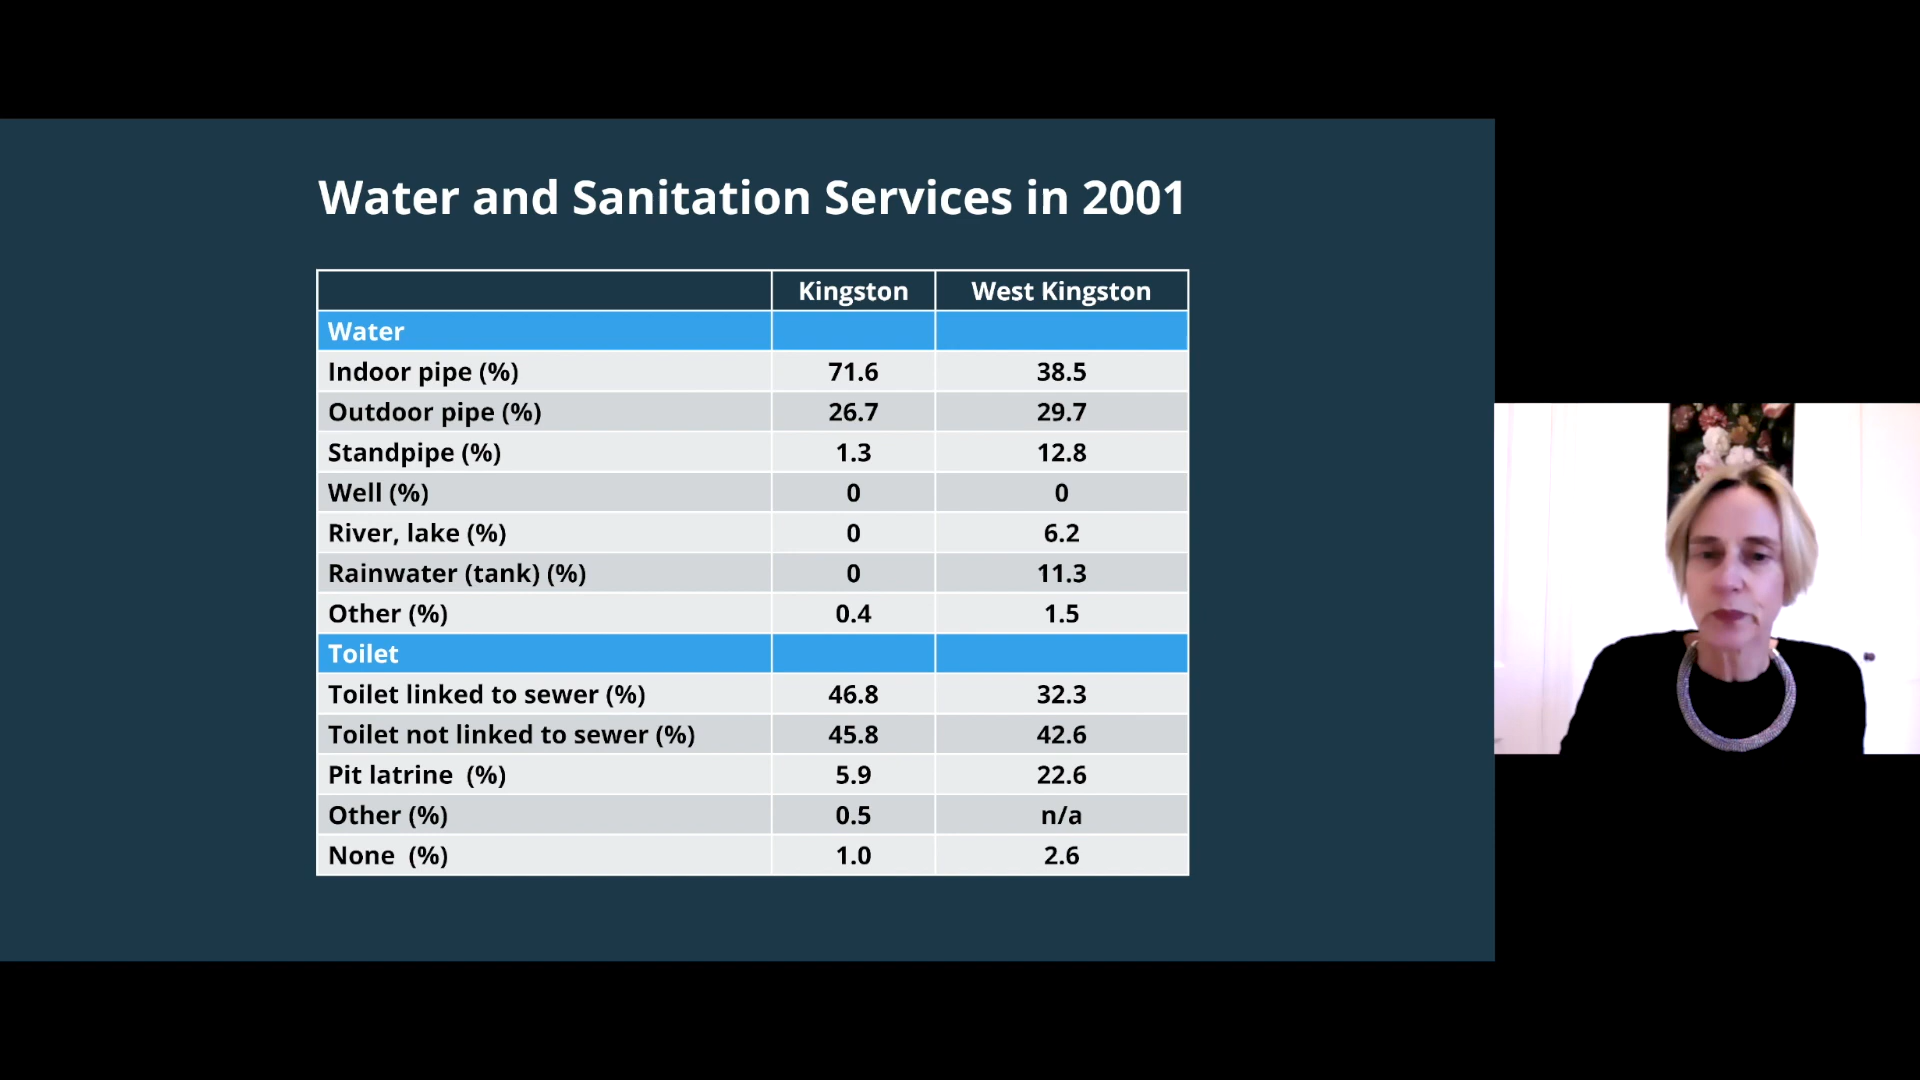 Water and Sanitation Services in 2001
Kingston West Kingston
Water
Indoor pipe (%) 71.6 38.5
Outdoor pipe (%) 26.7 29.7
Standpipe (%) 1.3 12.8
Well (%) 0 0
River, lake (%) 0 6.2
Rainwater (tank) (%) 0 11.3
Other (%) 0.4 1.5
Toilet
Toilet linked to sewer (%) 46.8 32.3
Toilet not linked to sewer (%) 45.8 42.6
Pit latrine (%) 5.9 22.6
Other (%) 0.5 n/a
None (%) 1.0 2.6